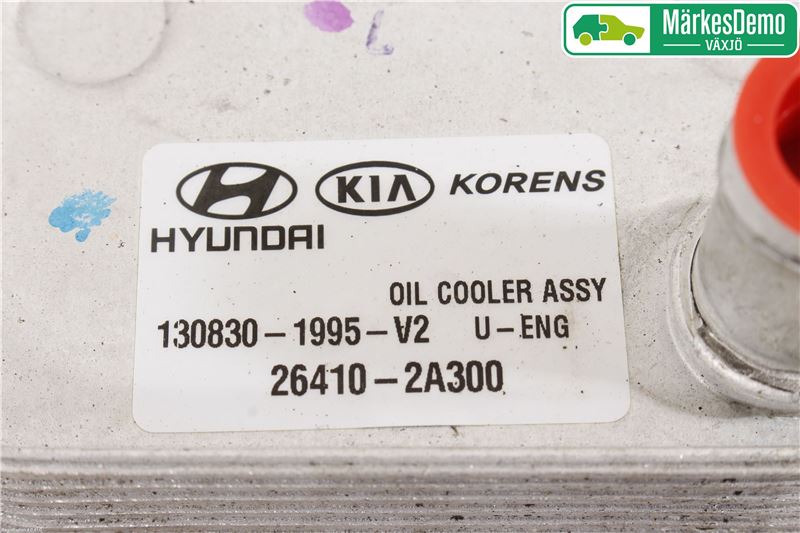 MärkesDemo
VÄXJÖ
KIA KORENS
HYUNDAI
OIL COOLER ASSY
130830-1995-V2 U-ENG
26410-2A300